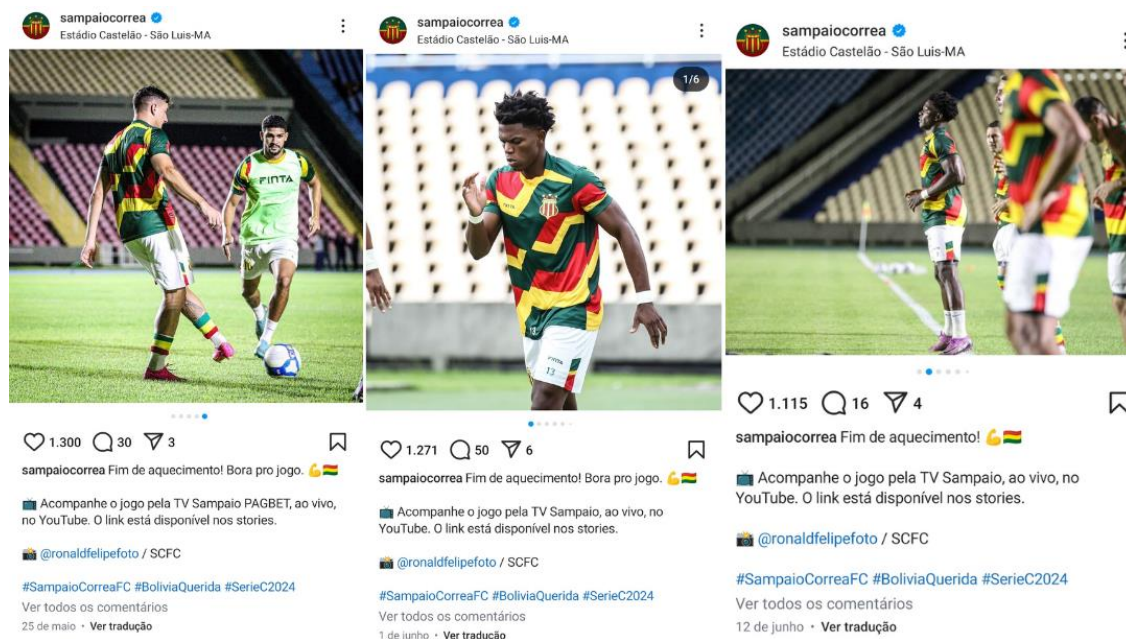 sampaiocorrea
Estádio Castelão - São Luis-MA
FINTA
1.300 30 3
sampaiocorrea Fim de aquecimento! Bora pro jogo. 💪🇧🇴
📺 Acompanhe o jogo pela TV Sampaio PAGBET, ao vivo,
no YouTube. O link está disponível nos stories.
📸 @ronaldfelipefoto / SCFC
#SampaioCorreaFC #BoliviaQuerida #SerieC2024
Ver todos os comentários
25 de maio • Ver tradução
sampaiocorrea
Estádio Castelão - São Luis-MA
1/6
13
FINTA
13
1.271 50 6
sampaiocorrea Fim de aquecimento! Bora pro jogo. 💪🇧🇴
📺 Acompanhe o jogo pela TV Sampaio, ao vivo, no
YouTube. O link está disponível nos stories.
📸 @ronaldfelipefoto / SCFC
#SampaioCorreaFC #BoliviaQuerida #SerieC2024
Ver todos os comentários
1 de junho • Ver tradução
sampaiocorrea
Estádio Castelão - São Luis-MA
1.115 16 4
sampaiocorrea Fim de aquecimento! 💪🇧🇴
📺 Acompanhe o jogo pela TV Sampaio, ao vivo, no
YouTube. O link está disponível nos stories.
📸 @ronaldfelipefoto / SCFC
#SampaioCorreaFC #BoliviaQuerida #SerieC2024
Ver todos os comentários
12 de junho • Ver tradução